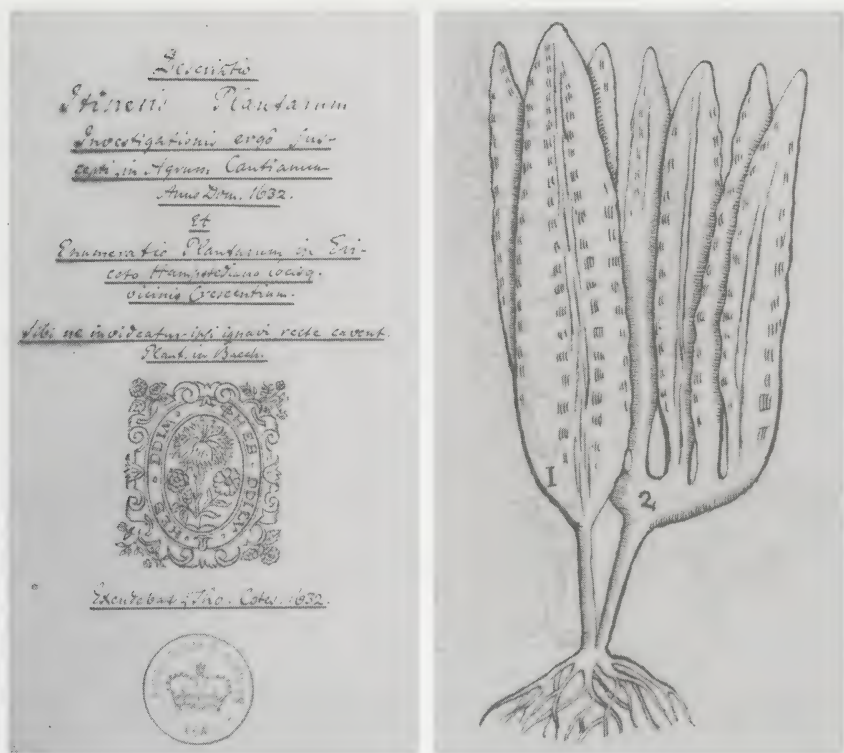 Descriptio
Itineris Plantarum
Investigationis ergô sus-
cepti, in Agrum Cantianum
Anno Dom. 1632.
Et
Enumeratio Plantarum in Eri-
ceto Hampstediano locisq.
vicinis Crescentium.
Sibi ne invideatur ipsi ignavi recte cavent.
Plaut. in Bacch.
Excudebat Tho. Cotes. 1632.
1
2